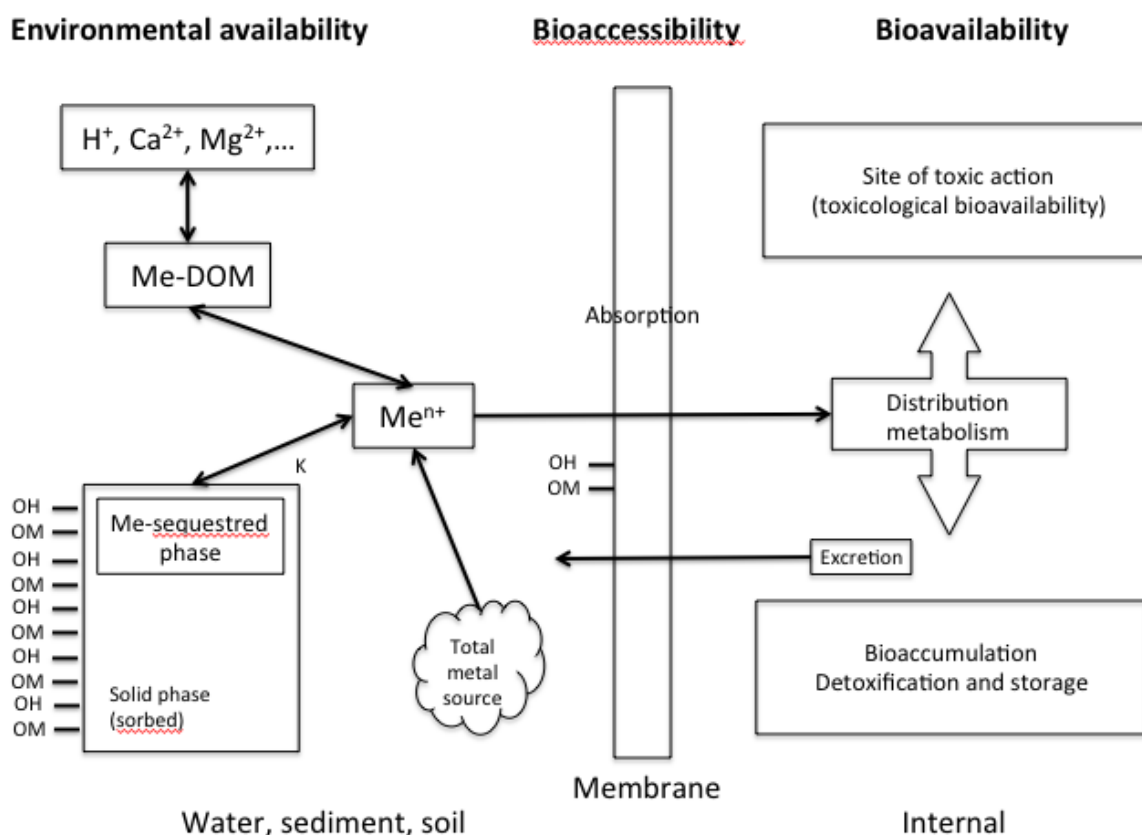 Environmental availability
Bioaccessibility
Bioavailability
H⁺, Ca²⁺, Mg²⁺,...
Me-DOM
Meⁿ⁺
K
Me-sequestred
phase
OH
OM
OH
OM
OH
OM
OH
OM
OH
OM
Solid phase
(sorbed)
Total
metal
source
Absorption
OH
OM
Membrane
Site of toxic action
(toxicological bioavailability)
Distribution
metabolism
Excretion
Bioaccumulation
Detoxification and storage
Water, sediment, soil
Internal